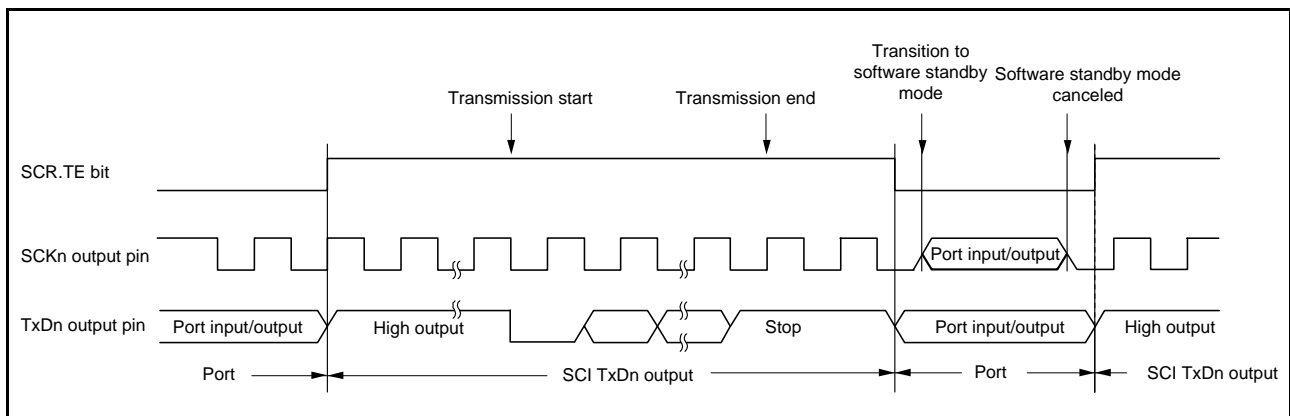 Transition to
software standby
mode
Software standby mode
canceled
Transmission start
Transmission end
SCR.TE bit
SCKn output pin
Port input/output
TxDn output pin
Port input/output
High output
Stop
Port input/output
High output
Port
SCI TxDn output
Port
SCI TxDn output